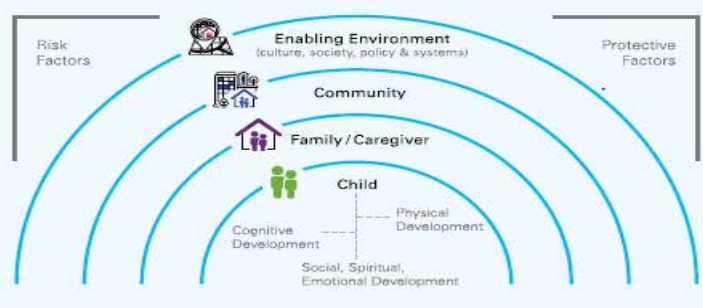 Risk
Factors
Enabling Environment
(culture, society, policy & systems)
Protective
Factors
Community
Family/Caregiver
Child
Physical
Development
Cognitive
Development
Social, Spiritual,
Emotional Development